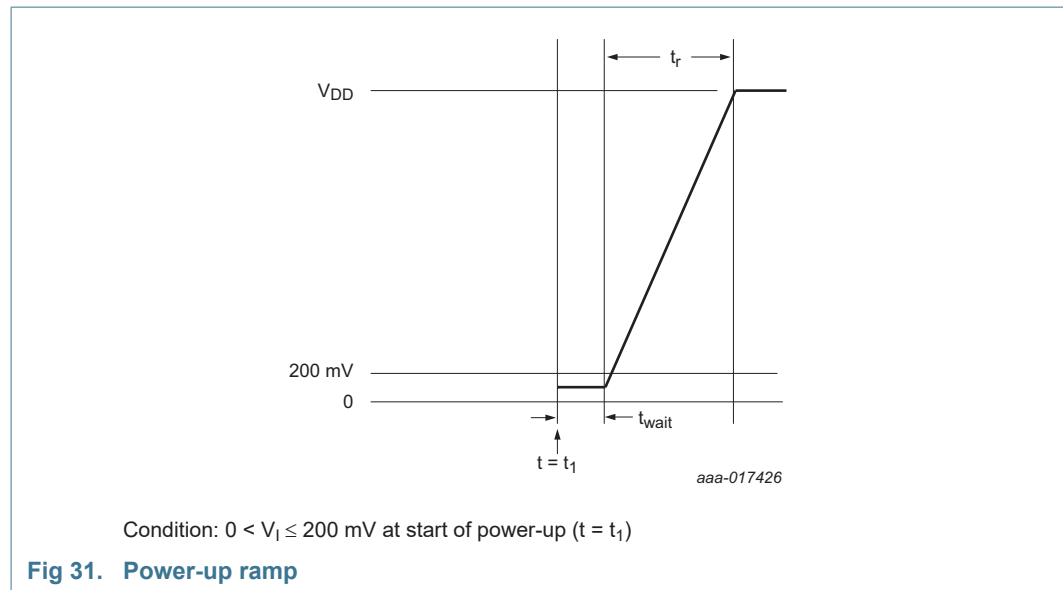 tr
VDD
200 mV
0
twait
t = t1
aaa-017426
Condition: 0 < VI ≤ 200 mV at start of power-up (t = t1)
Fig 31. Power-up ramp